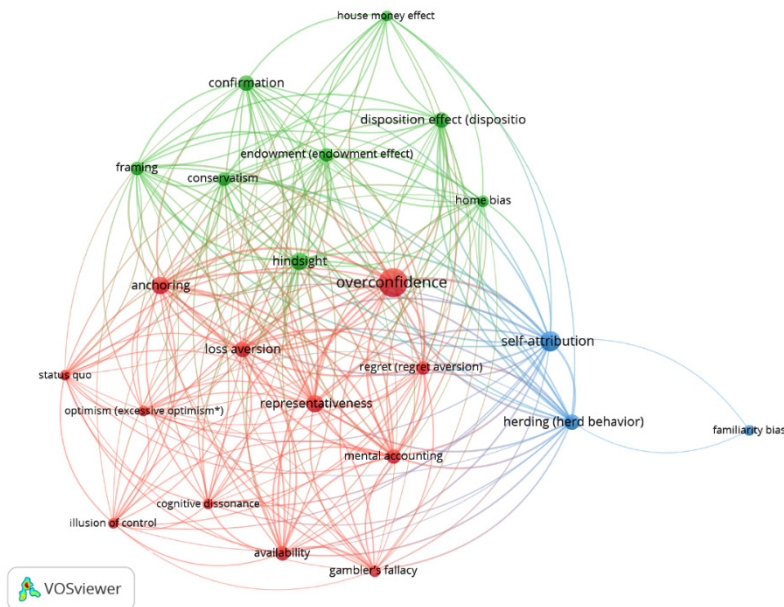 house money effect
confirmation
disposition effect (dispositio
endowment (endowment effect)
framing
conservatism
home bias
hindsight
overconfidence
anchoring
self-attribution
loss aversion
regret (regret aversion)
status quo
representativeness
optimism (excessive optimism*)
herding (herd behavior)
familiarity bias
mental accounting
cognitive dissonance
illusion of control
availability
gambler's fallacy
VOSviewer